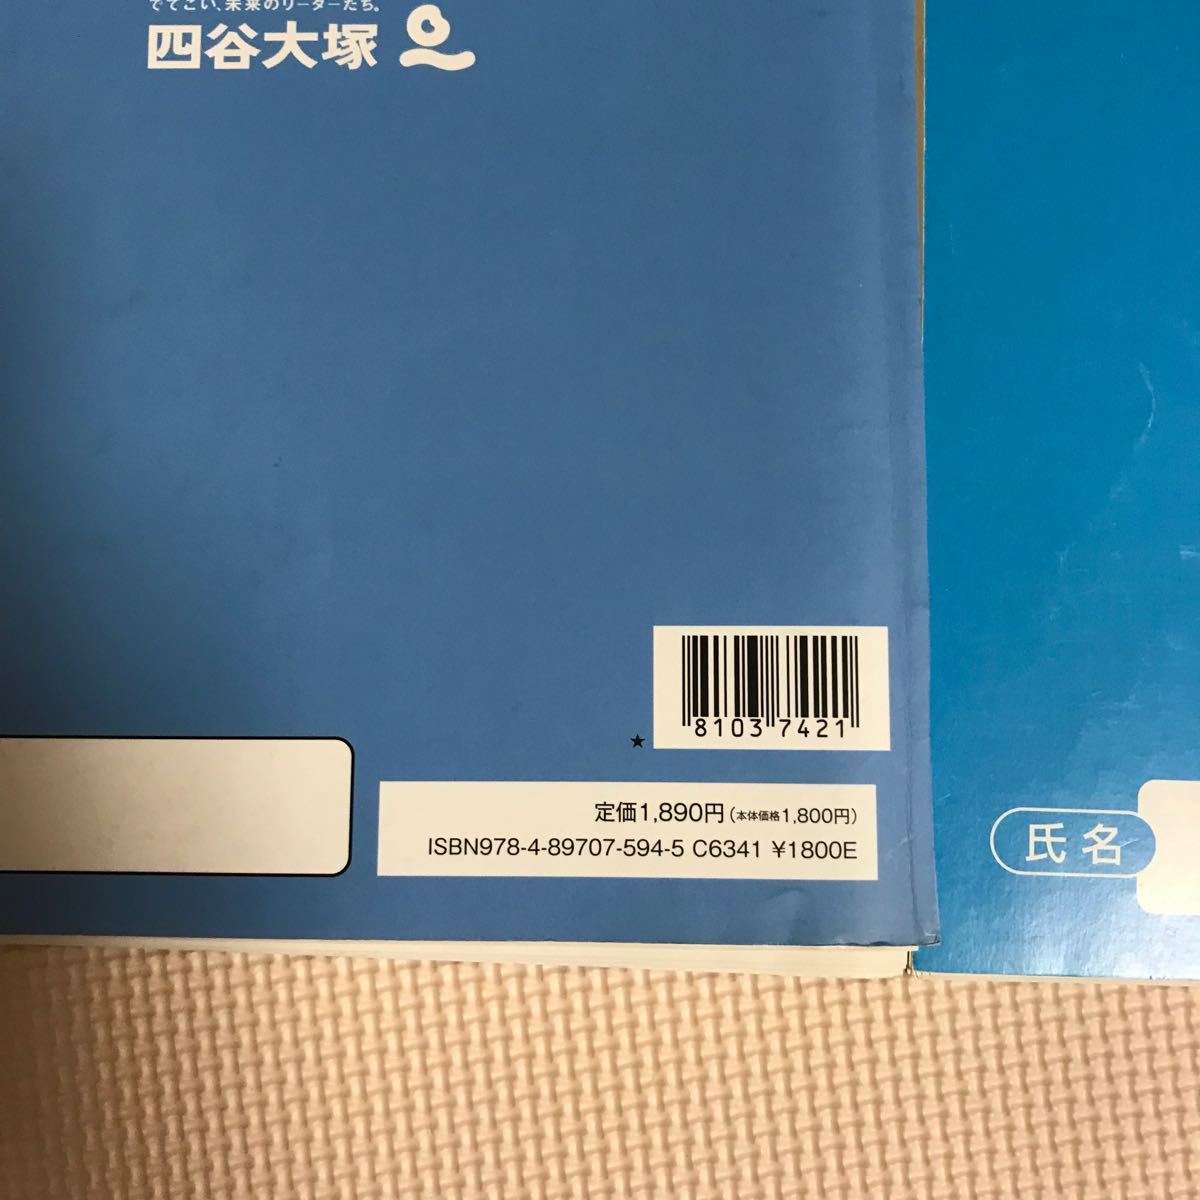 でてこい、未来のリーダーたち。
四谷大塚
8103 7421
★
定価1,890円（本体価格1,800円）
ISBN978-4-89707-594-5 C6341 ¥1800E
氏名